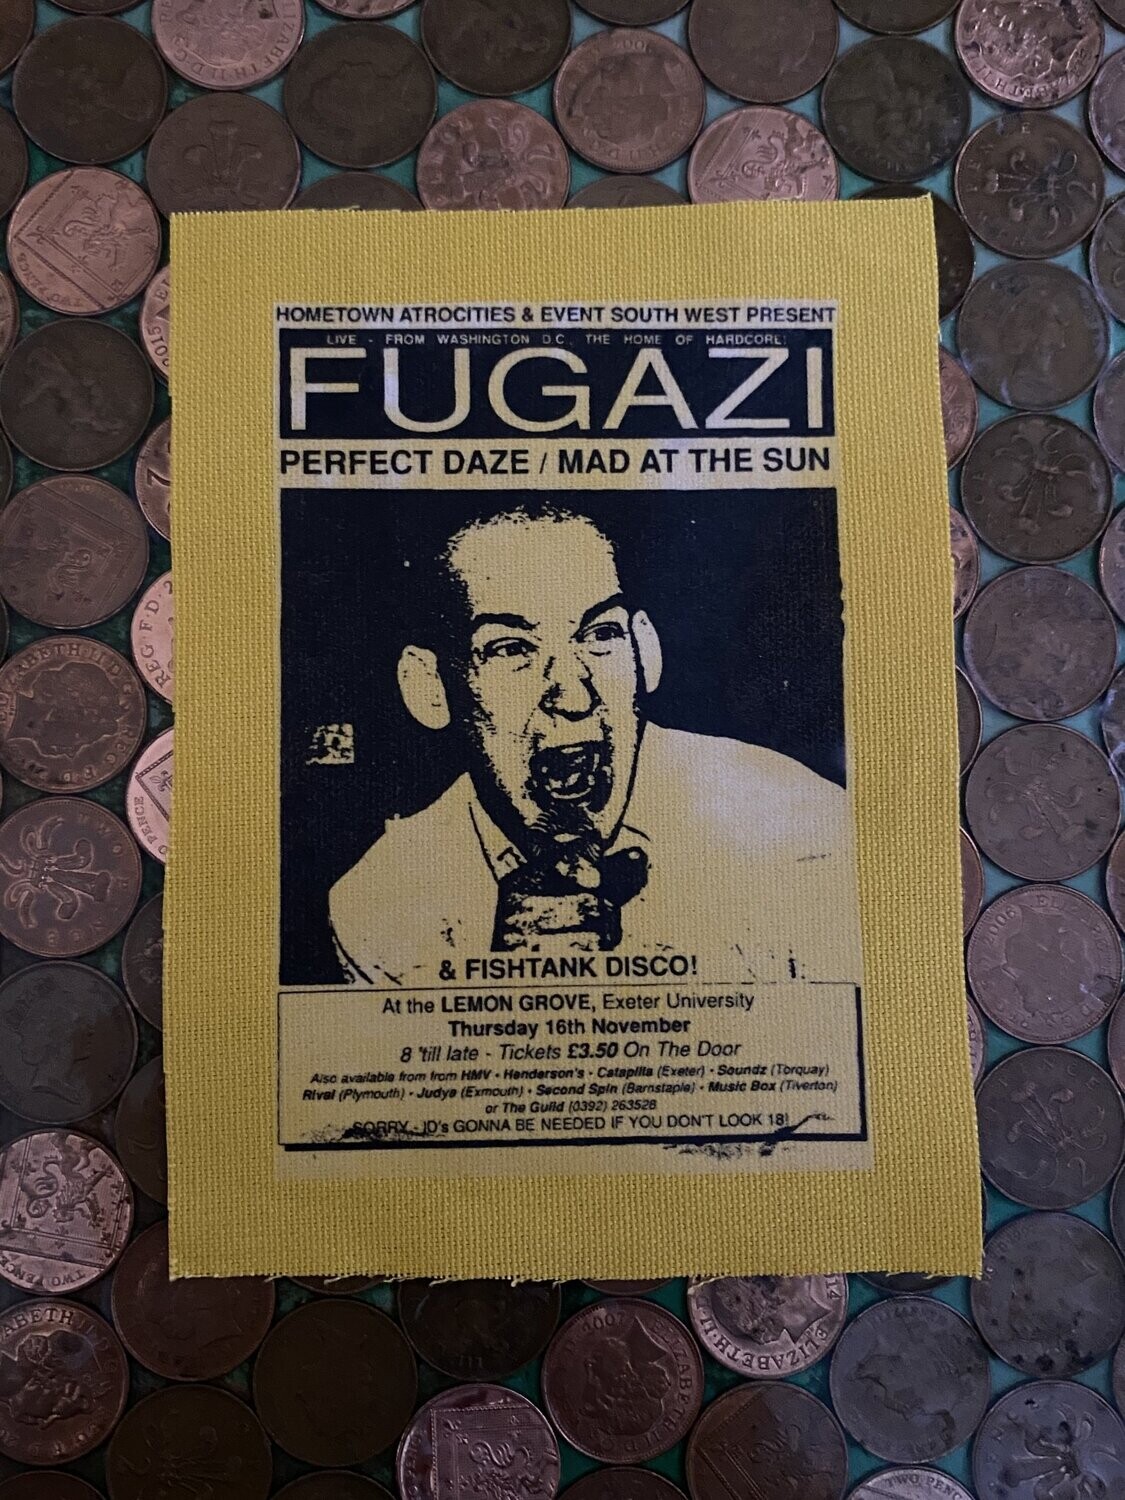 HOMETOWN ATROCITIES & EVENT SOUTH WEST PRESENT
LIVE - FROM WASHINGTON D.C. THE HOME OF HARDCORE:
FUGAZI
PERFECT DAZE / MAD AT THE SUN
& FISHTANK DISCO!
At the LEMON GROVE, Exeter University
Thursday 16th November
8 'till late - Tickets £3.50 On The Door
Also available from from HMV • Henderson's • Catapilla (Exeter) • Soundz (Torquay)
Rival (Plymouth) • Judys (Exmouth) • Second Spin (Barnstaple) • Music Box (Tiverton)
or The Guild (0392) 263528
SORRY - ID's GONNA BE NEEDED IF YOU DON'T LOOK 18!